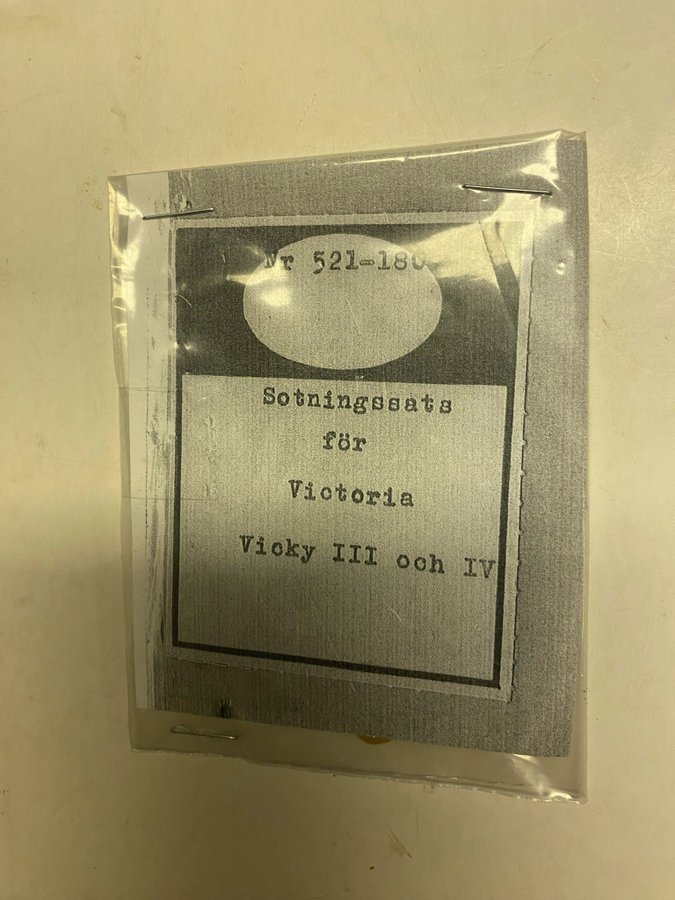 Nr 521-180
Sotningssats
för
Victoria
Vicky III och IV